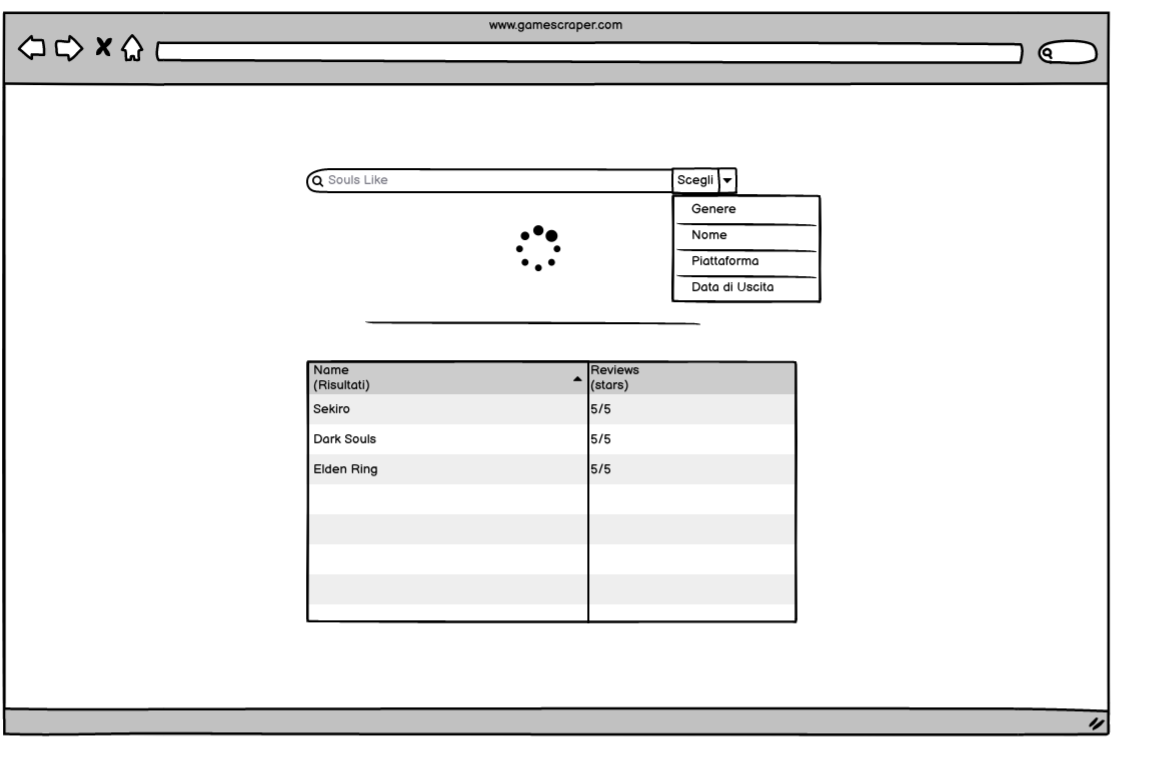 www.gamescraper.com
Souls Like
Scegli
Genere
Nome
Piattaforma
Data di Uscita
Name
(Risultati)
Reviews
(stars)
Sekiro
5/5
Dark Souls
5/5
Elden Ring
5/5